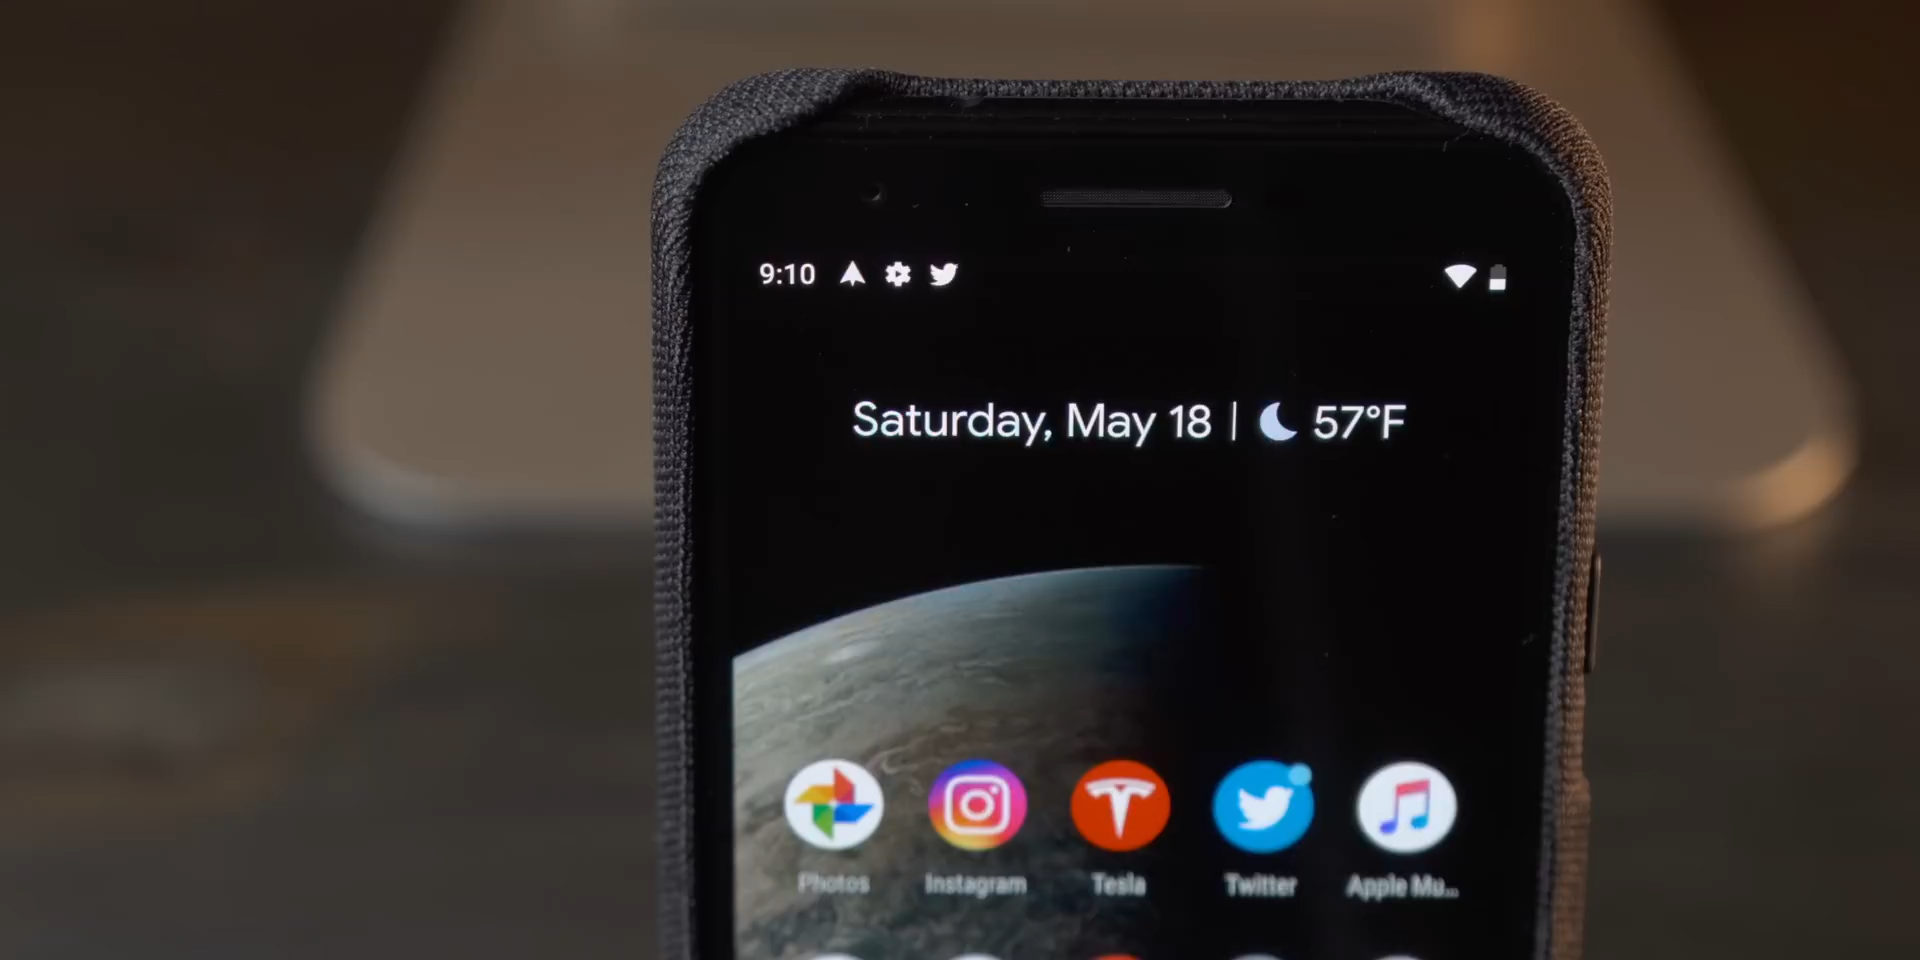 9:10
Saturday, May 18 | 57°F
Photos Instagram Tesla Twitter Apple Mu...